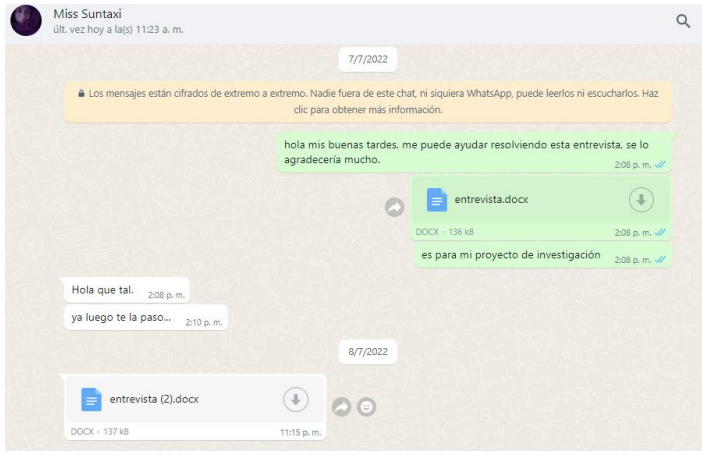 Miss Suntaxi
últ. vez hoy a la(s) 11:23 a. m.
7/7/2022
Los mensajes están cifrados de extremo a extremo. Nadie fuera de este chat, ni siquiera WhatsApp, puede leerlos ni escucharlos. Haz
clic para obtener más información.
hola mis buenas tardes, me puede ayudar resolviendo esta entrevista, se lo
agradecería mucho.
2:08 p. m.
entrevista.docx
DOCX • 136 kB
2:08 p. m.
es para mi proyecto de investigación
2:08 p. m.
Hola que tal.
2:08 p. m.
ya luego te la paso...
2:10 p. m.
8/7/2022
entrevista (2).docx
DOCX • 137 kB
11:15 p. m.